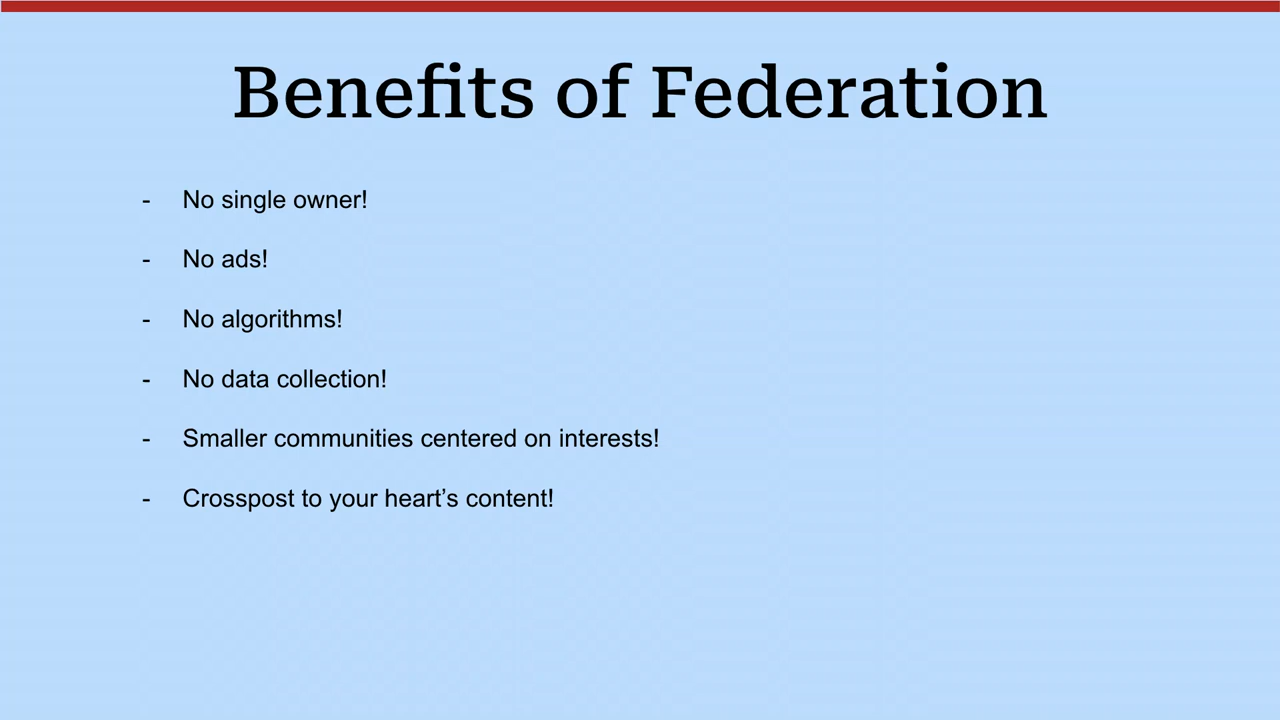 Benefits of Federation
- No single owner!
- No ads!
- No algorithms!
- No data collection!
- Smaller communities centered on interests!
- Crosspost to your heart’s content!